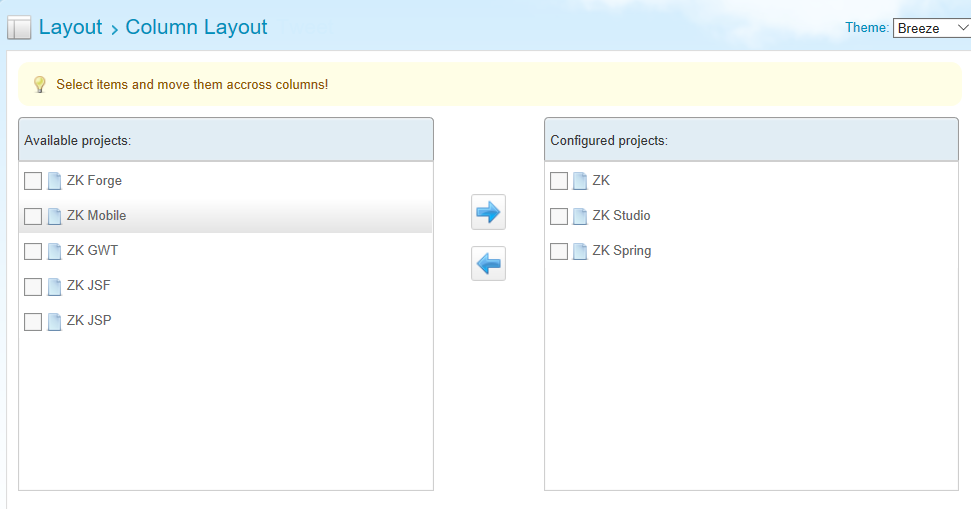 Layout › Column Layout
Theme: Breeze
Select items and move them accross columns!
Available projects:
ZK Forge
ZK Mobile
ZK GWT
ZK JSF
ZK JSP
Configured projects:
ZK
ZK Studio
ZK Spring